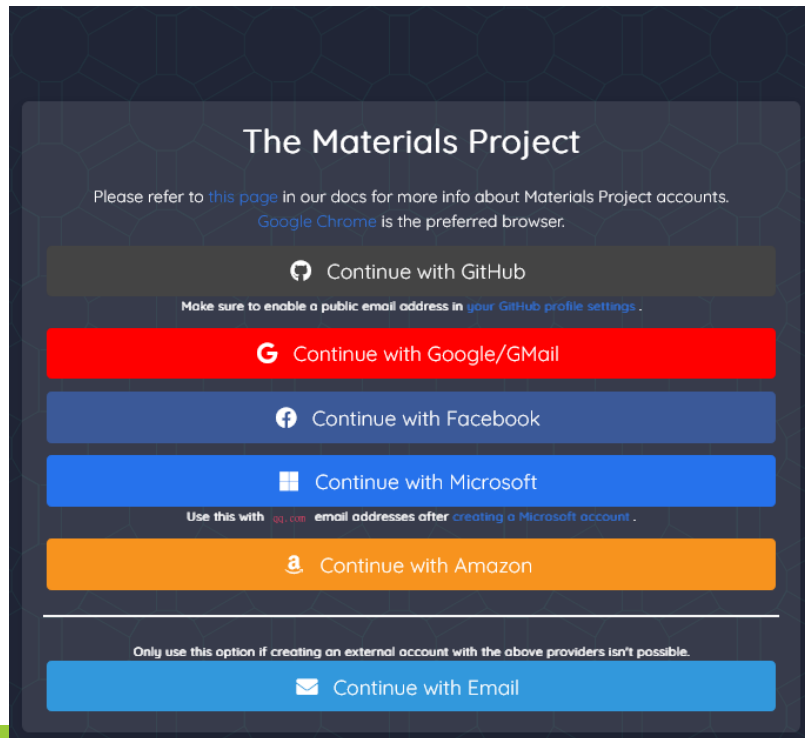 The Materials Project
Please refer to this page in our docs for more info about Materials Project accounts.
Google Chrome is the preferred browser.
Continue with GitHub
Make sure to enable a public email address in your GitHub profile settings .
Continue with Google/GMail
Continue with Facebook
Continue with Microsoft
Use this with qq.com email addresses after creating a Microsoft account .
Continue with Amazon
Only use this option if creating an external account with the above providers isn't possible.
Continue with Email